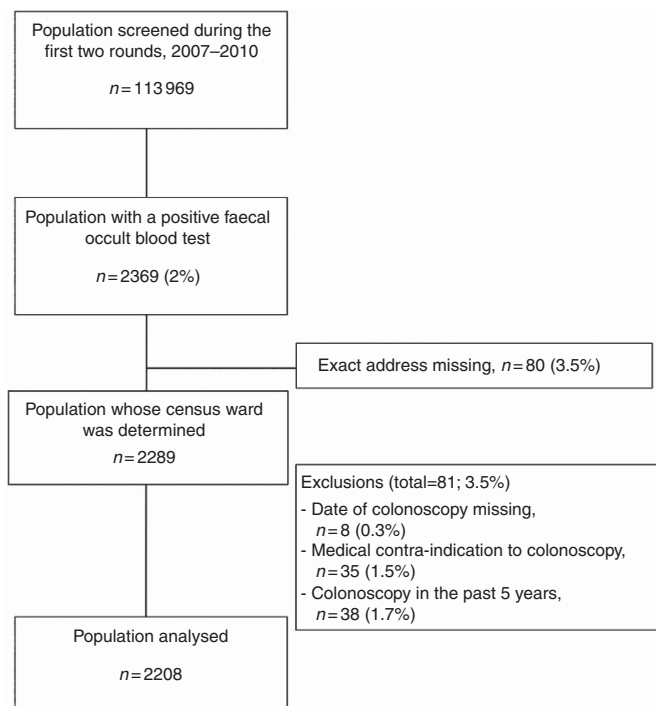 Population screened during the
first two rounds, 2007–2010
n=113 969
Population with a positive faecal
occult blood test
n=2369 (2%)
Exact address missing, n=80 (3.5%)
Population whose census ward
was determined
n=2289
Exclusions (total=81; 3.5%)
- Date of colonoscopy missing,
n=8 (0.3%)
- Medical contra-indication to colonoscopy,
n=35 (1.5%)
- Colonoscopy in the past 5 years,
n=38 (1.7%)
Population analysed
n=2208